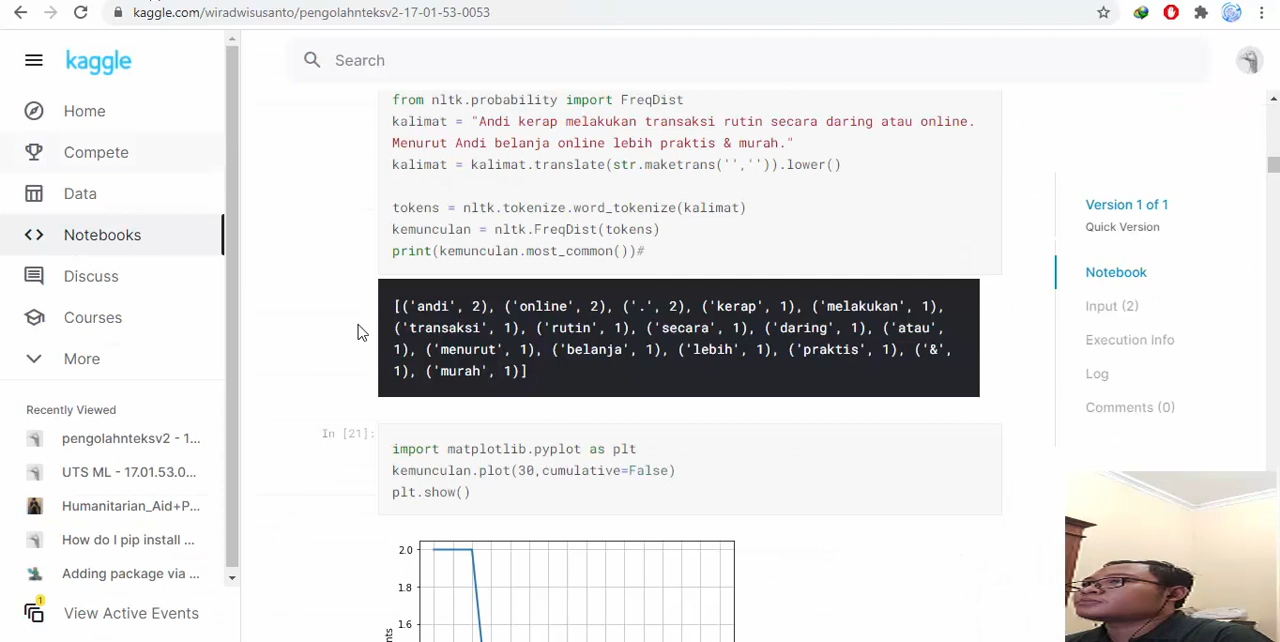 kaggle.com/wiradwisusanto/pengolahnteksv2-17-01-53-0053
kaggle
Search
Home
Compete
Data
Notebooks
Discuss
Courses
More
Recently Viewed
pengolahnteksv2 - 1...
UTS ML - 17.01.53.0...
Humanitarian_Aid+P...
How do I pip install ...
Adding package via ...
1
View Active Events
from nltk.probability import FreqDist
kalimat = "Andi kerap melakukan transaksi rutin secara daring atau online.
Menurut Andi belanja online lebih praktis & murah."
kalimat = kalimat.translate(str.maketrans('','')).lower()
tokens = nltk.tokenize.word_tokenize(kalimat)
kemunculan = nltk.FreqDist(tokens)
print(kemunculan.most_common())#
[('andi', 2), ('online', 2), ('.', 2), ('kerap', 1), ('melakukan', 1),
('transaksi', 1), ('rutin', 1), ('secara', 1), ('daring', 1), ('atau',
1), ('menurut', 1), ('belanja', 1), ('lebih', 1), ('praktis', 1), ('&',
1), ('murah', 1)]
In [21]:
import matplotlib.pyplot as plt
kemunculan.plot(30,cumulative=False)
plt.show()
2.0
1.8
1.6
Version 1 of 1
Quick Version
Notebook
Input (2)
Execution Info
Log
Comments (0)